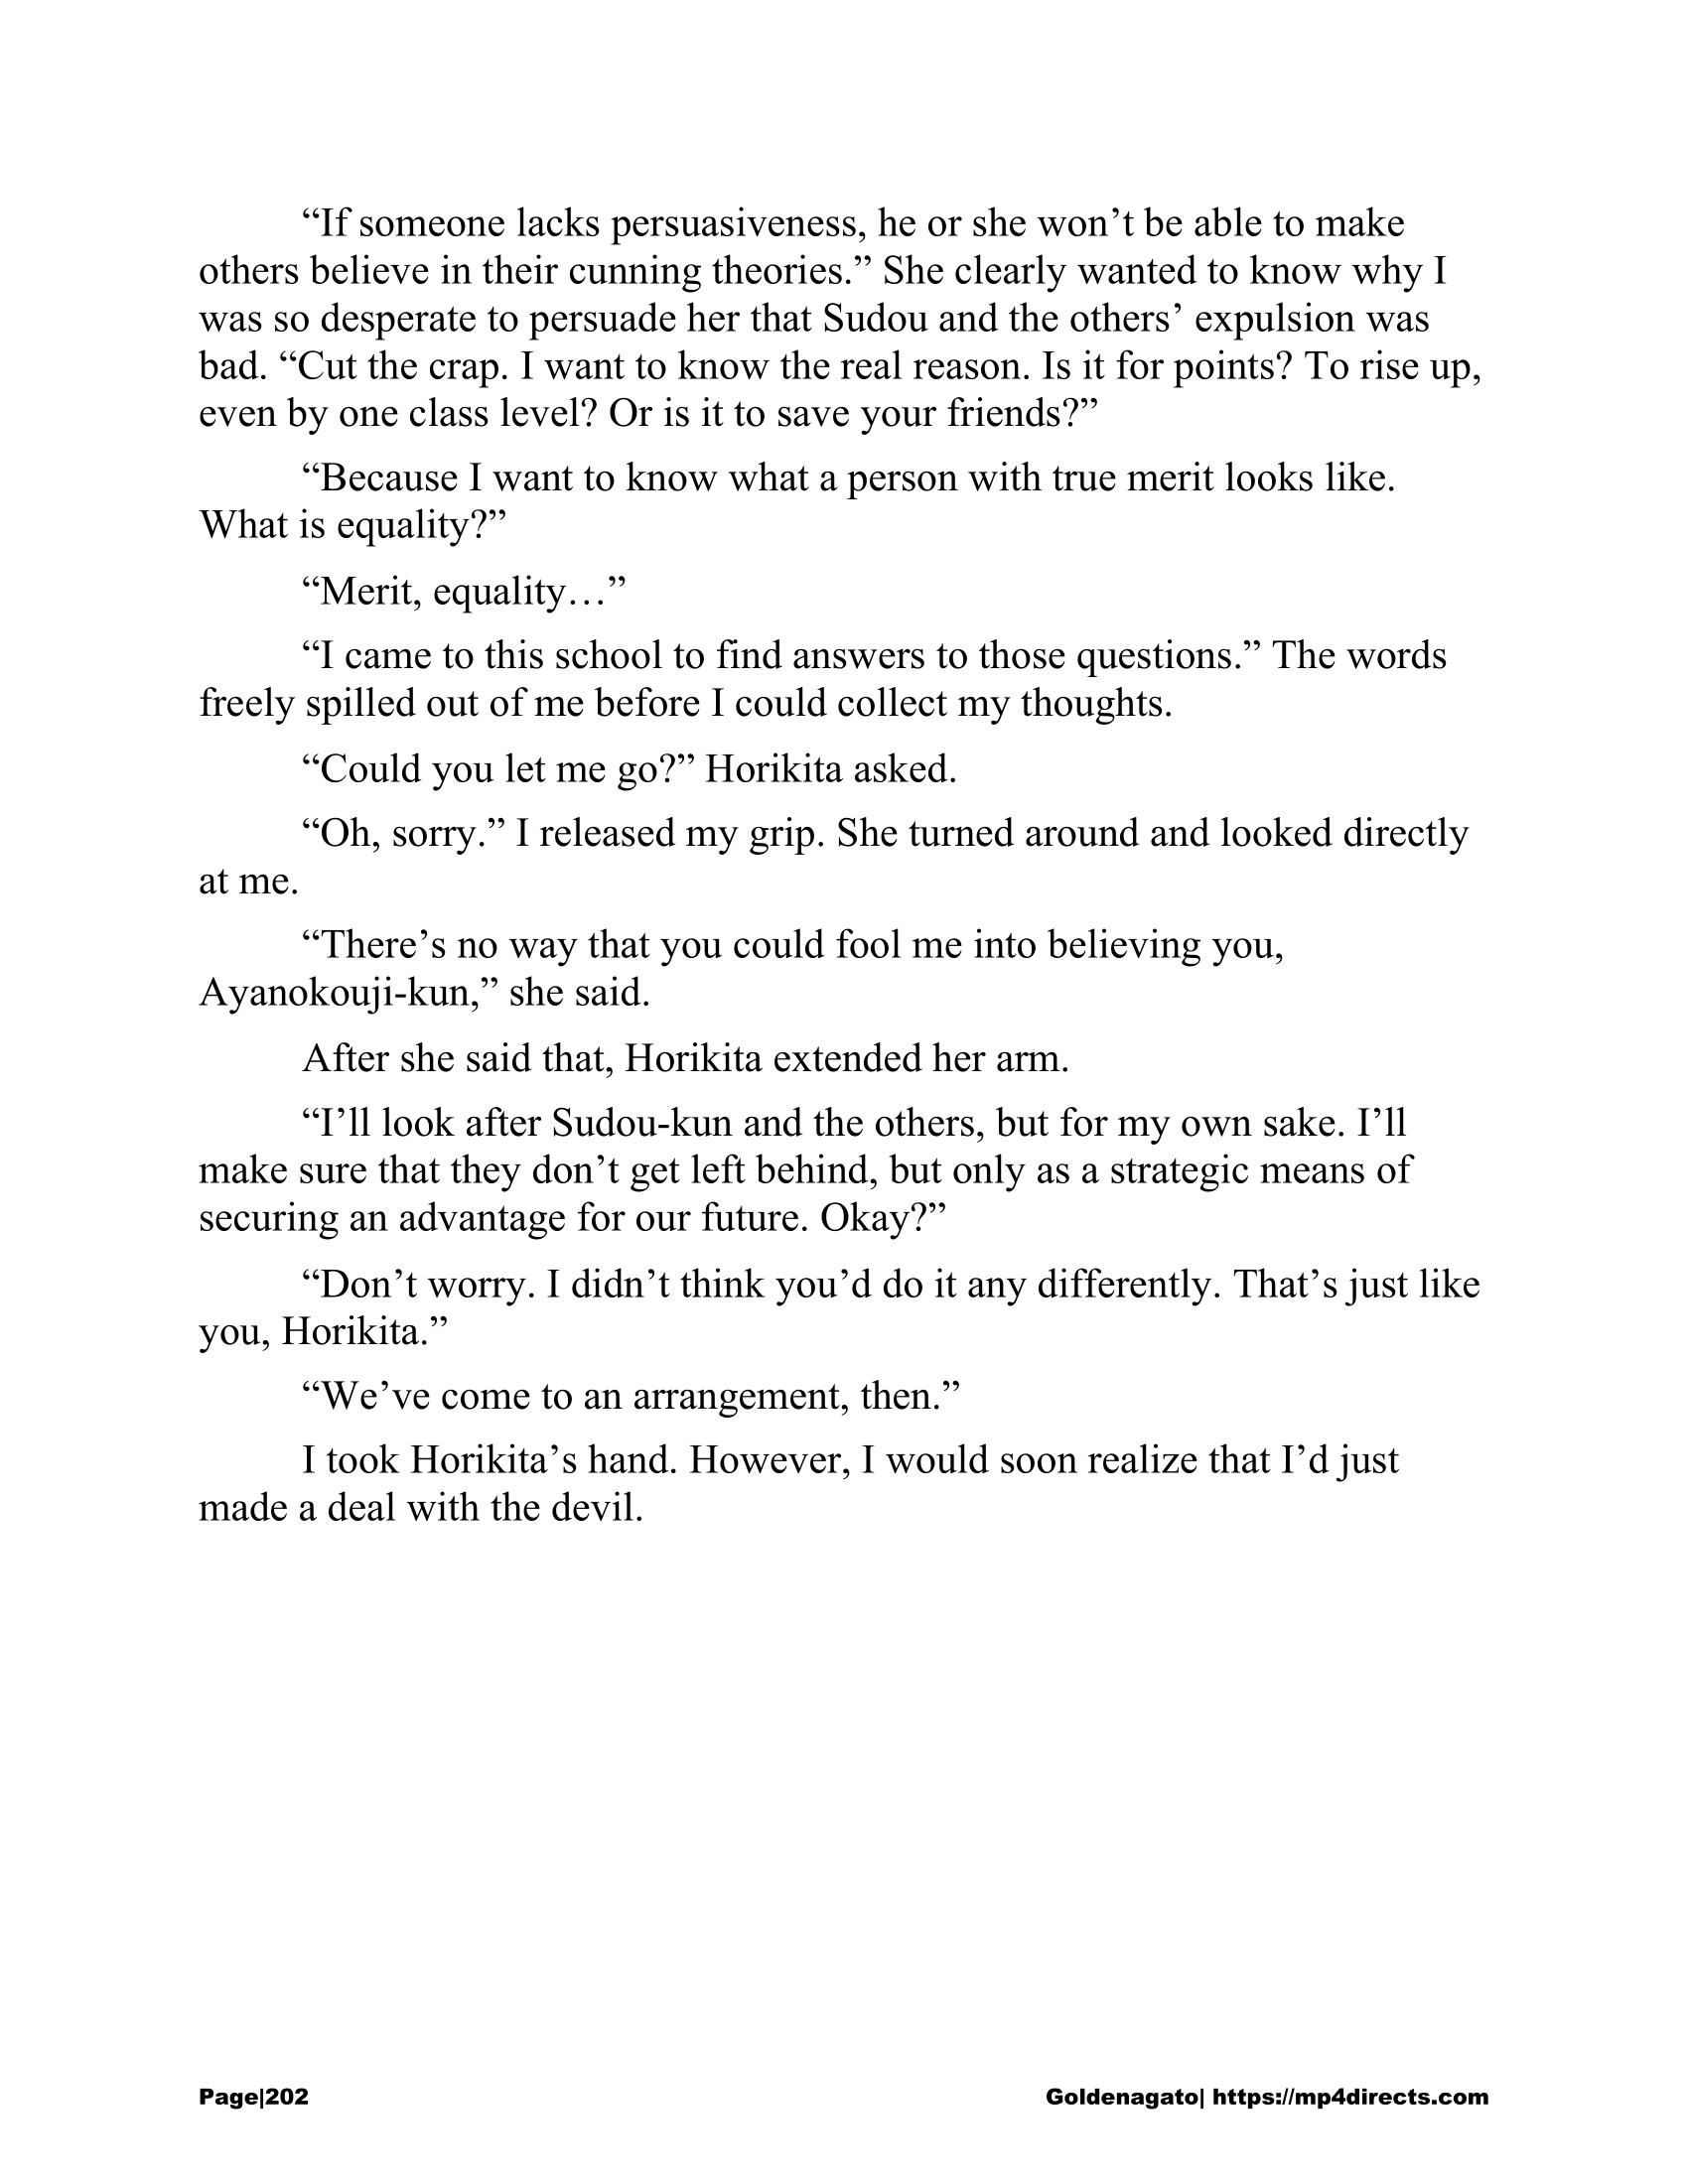 “If someone lacks persuasiveness, he or she won’t be able to make
others believe in their cunning theories.” She clearly wanted to know why I
was so desperate to persuade her that Sudou and the others’ expulsion was
bad. “Cut the crap. I want to know the real reason. Is it for points? To rise up,
even by one class level? Or is it to save your friends?”
“Because I want to know what a person with true merit looks like.
What is equality?”
“Merit, equality…”
“I came to this school to find answers to those questions.” The words
freely spilled out of me before I could collect my thoughts.
“Could you let me go?” Horikita asked.
“Oh, sorry.” I released my grip. She turned around and looked directly
at me.
“There’s no way that you could fool me into believing you,
Ayanokouji-kun,” she said.
After she said that, Horikita extended her arm.
“I’ll look after Sudou-kun and the others, but for my own sake. I’ll
make sure that they don’t get left behind, but only as a strategic means of
securing an advantage for our future. Okay?”
“Don’t worry. I didn’t think you’d do it any differently. That’s just like
you, Horikita.”
“We’ve come to an arrangement, then.”
I took Horikita’s hand. However, I would soon realize that I’d just
made a deal with the devil.
Page|202 Goldenagato| https://mp4directs.com